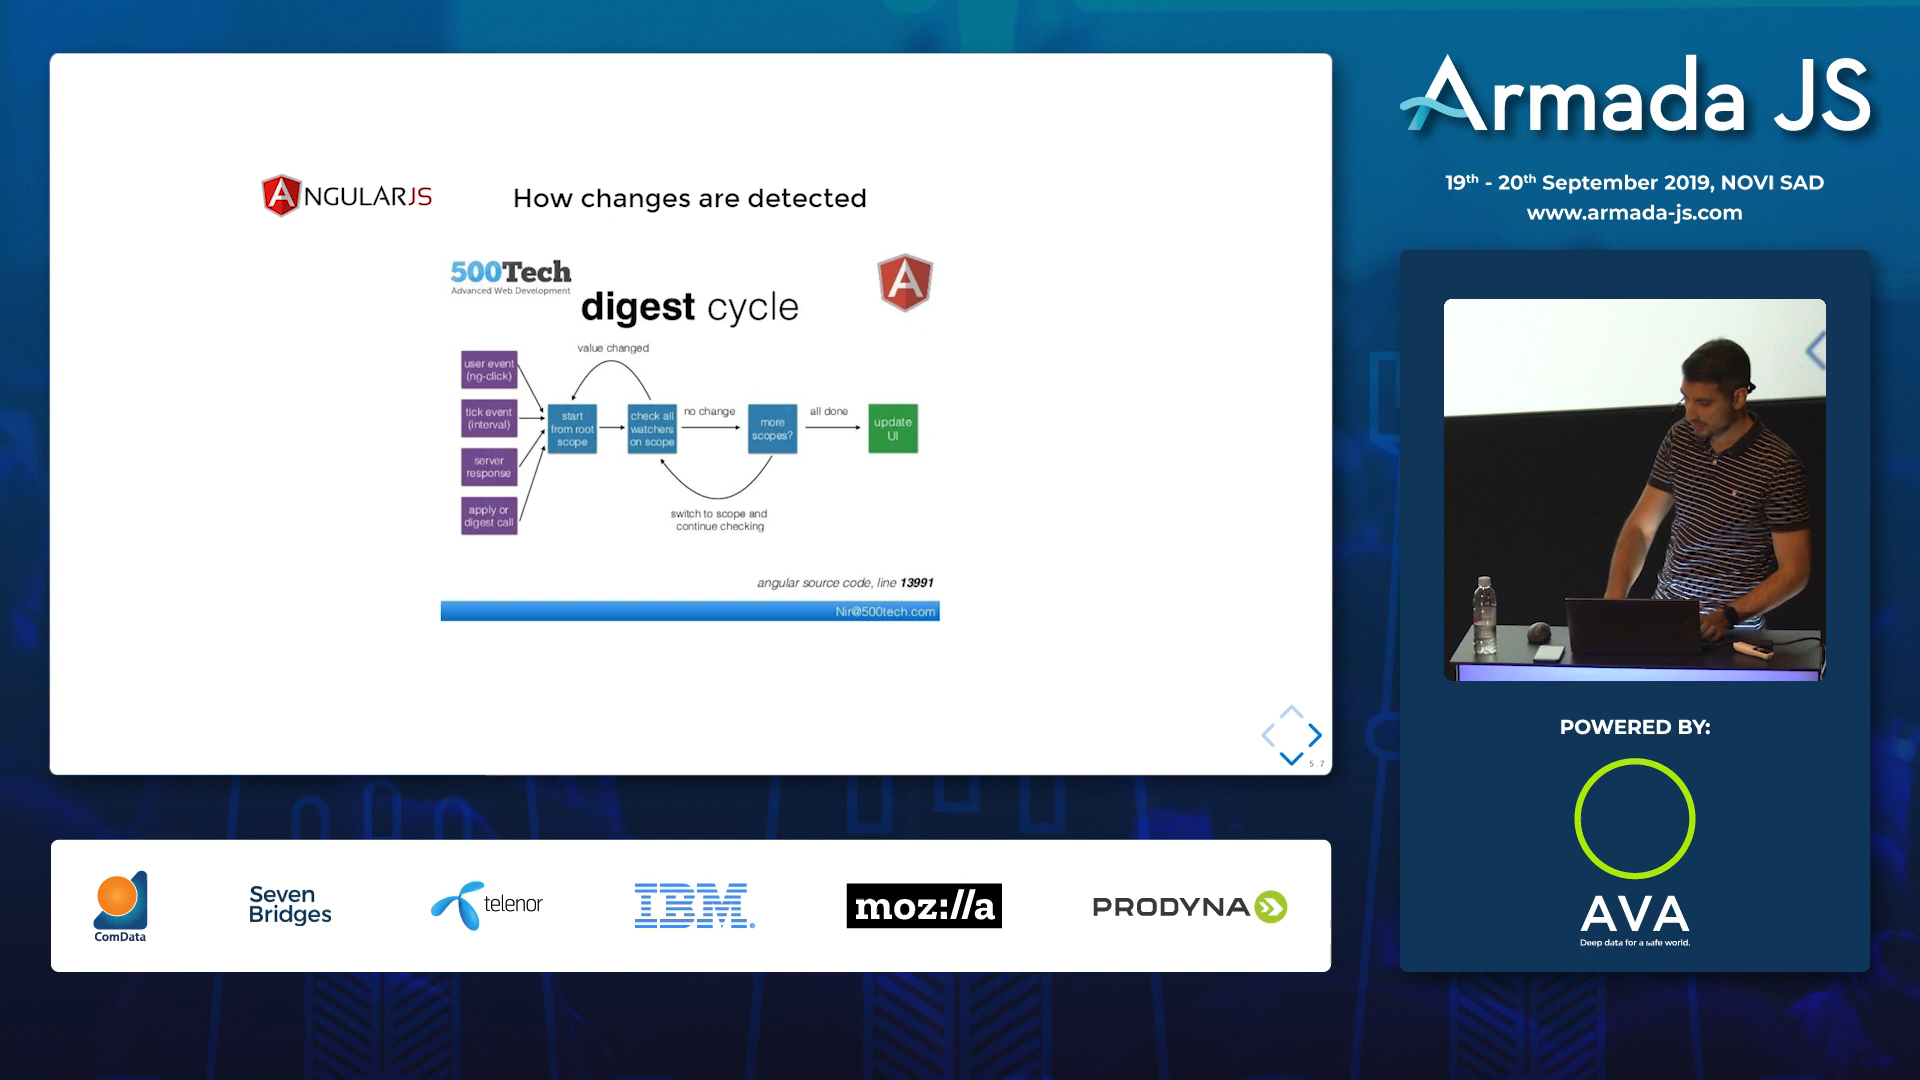 ANGULARJS
How changes are detected
500Tech
Advanced Web Development
digest cycle
A
value changed
user event
(ng-click)
tick event
(interval)
server
response
apply or
digest call
start
from root
scope
check all
watchers
on scope
no change
more
scopes?
all done
update
UI
switch to scope and
continue checking
angular source code, line 13991
Nir@500tech.com
5.7
Armada JS
19th - 20th September 2019, NOVI SAD
www.armada-js.com
POWERED BY:
AVA
Deep data for a safe world.
ComData
Seven
Bridges
telenor
IBM®
moz://a
PRODYNA